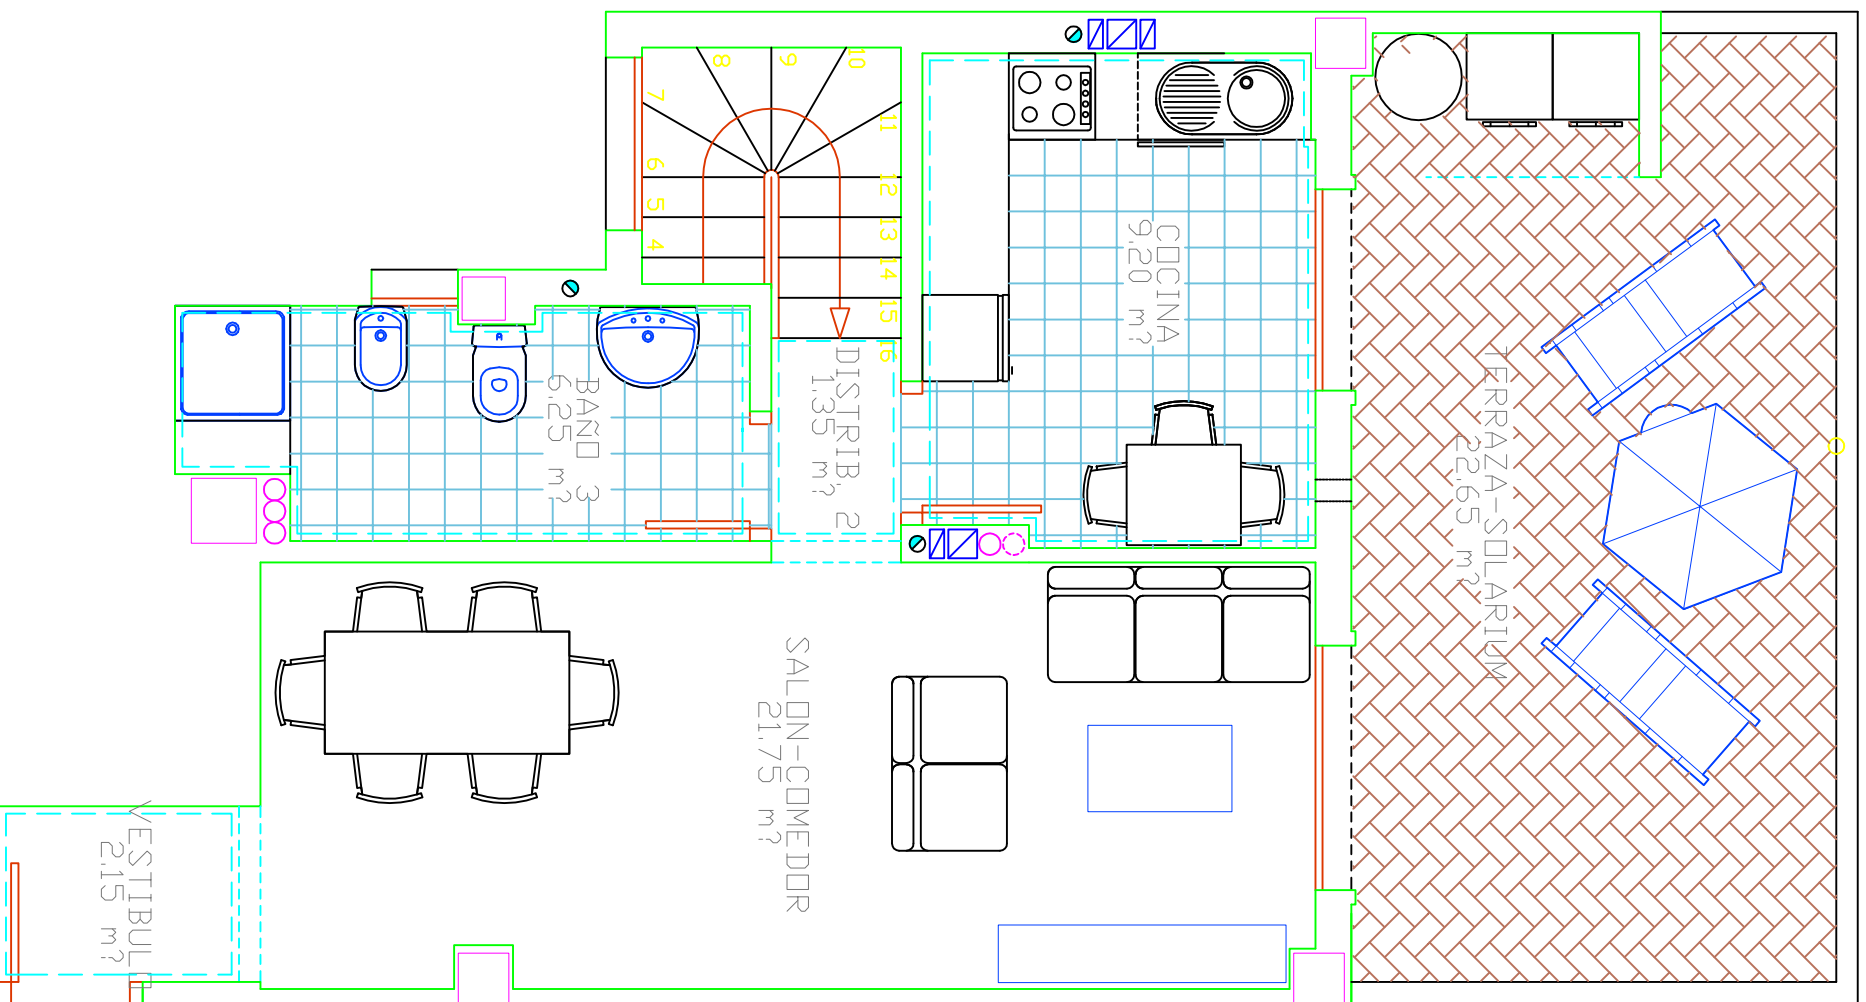 7
8
9
10
6
5
4
11
12
13
14
15
16
COCINA
9.20 m?
DISTRIB. 2
1.35 m?
BAÑO 3
6.25 m?
TERRAZA-SOLARIUM
22.65 m?
SALON-COMEDOR
21.75 m?
VESTIBULO
2.15 m?